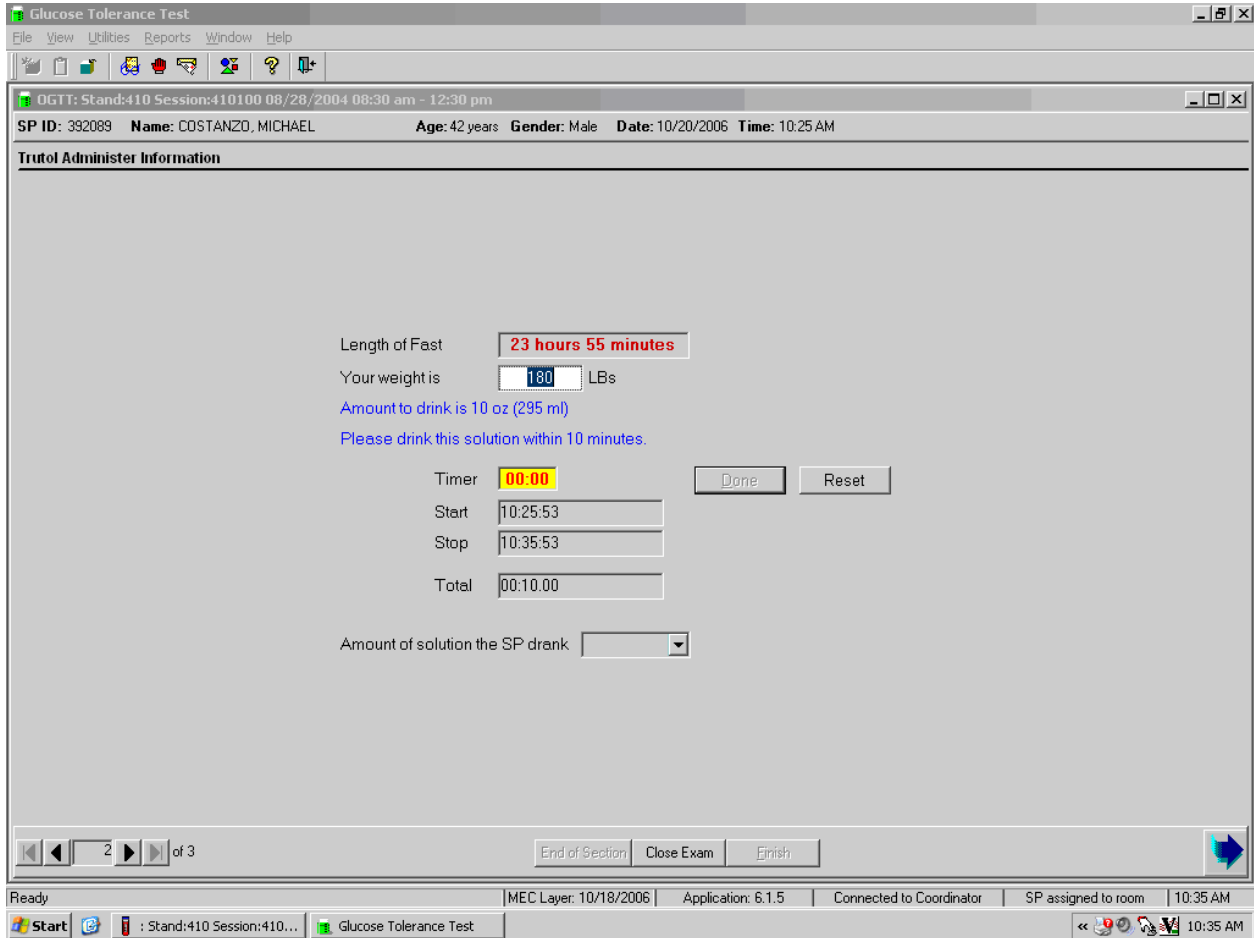 Glucose Tolerance Test
File View Utilities Reports Window Help
OGTT: Stand:410 Session:410100 08/28/2004 08:30 am - 12:30 pm
SP ID: 392089 Name: COSTANZO, MICHAEL Age: 42 years Gender: Male Date: 10/20/2006 Time: 10:25 AM
Trutol Administer Information
Length of Fast 23 hours 55 minutes
Your weight is 180 LBs
Amount to drink is 10 oz (295 ml)
Please drink this solution within 10 minutes.
Timer 00:00 Done Reset
Start 10:25:53
Stop 10:35:53
Total 00:10.00
Amount of solution the SP drank
2 of 3 End of Section Close Exam Finish
Ready MEC Layer: 10/18/2006 Application: 6.1.5 Connected to Coordinator SP assigned to room 10:35 AM
Start : Stand:410 Session:410... Glucose Tolerance Test « 10:35 AM